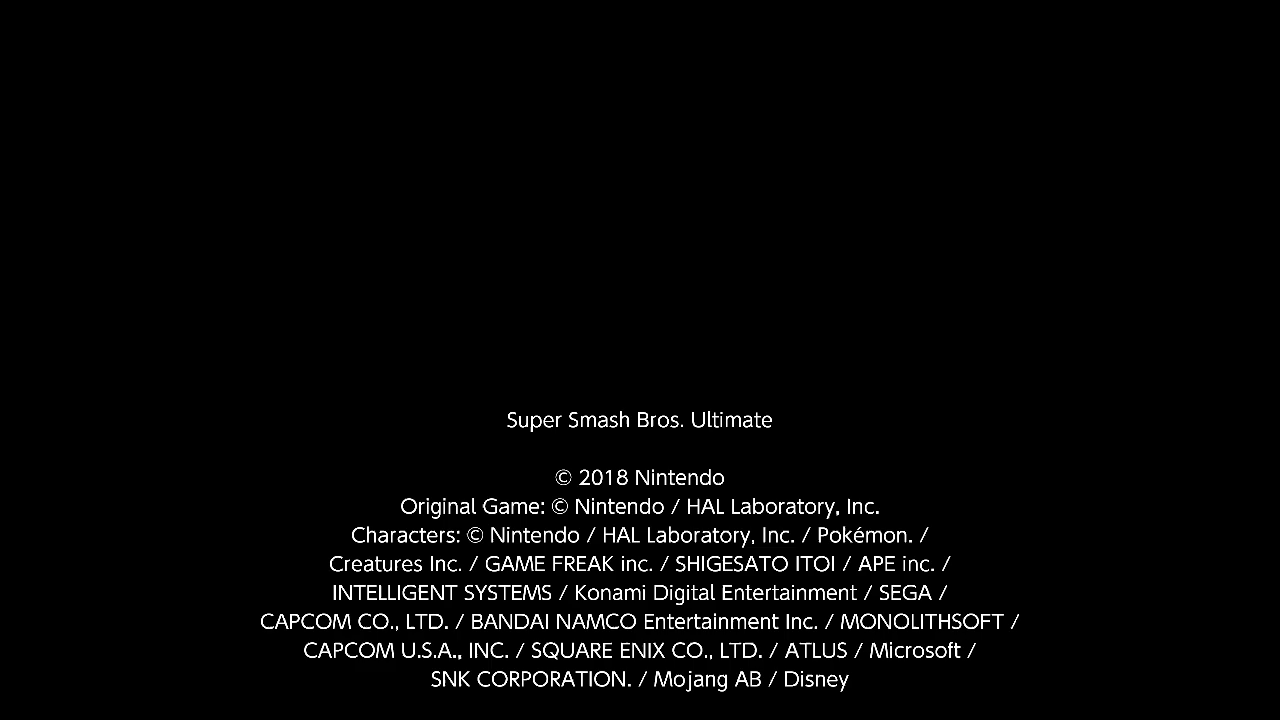 Super Smash Bros. Ultimate
© 2018 Nintendo
Original Game: © Nintendo / HAL Laboratory, Inc.
Characters: © Nintendo / HAL Laboratory, Inc. / Pokémon. /
Creatures Inc. / GAME FREAK inc. / SHIGESATO ITOI / APE inc. /
INTELLIGENT SYSTEMS / Konami Digital Entertainment / SEGA /
CAPCOM CO., LTD. / BANDAI NAMCO Entertainment Inc. / MONOLITHSOFT /
CAPCOM U.S.A., INC. / SQUARE ENIX CO., LTD. / ATLUS / Microsoft /
SNK CORPORATION. / Mojang AB / Disney